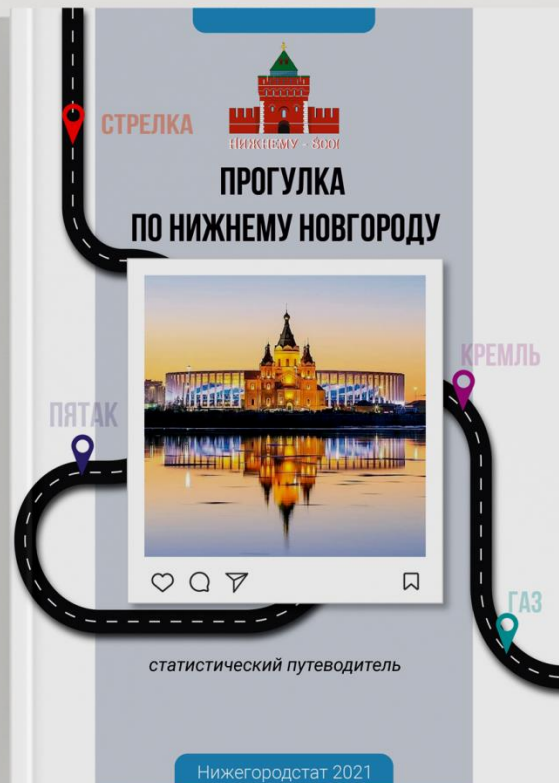 СТРЕЛКА
НИЖНЕМУ - 800!
ПРОГУЛКА
ПО НИЖНЕМУ НОВГОРОДУ
КРЕМЛЬ
ПЯТАК
ГАЗ
статистический путеводитель
Нижегородстат 2021